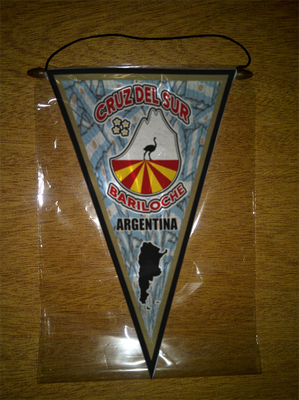 CRUZ DEL SUR
BARILOCHE
ARGENTINA